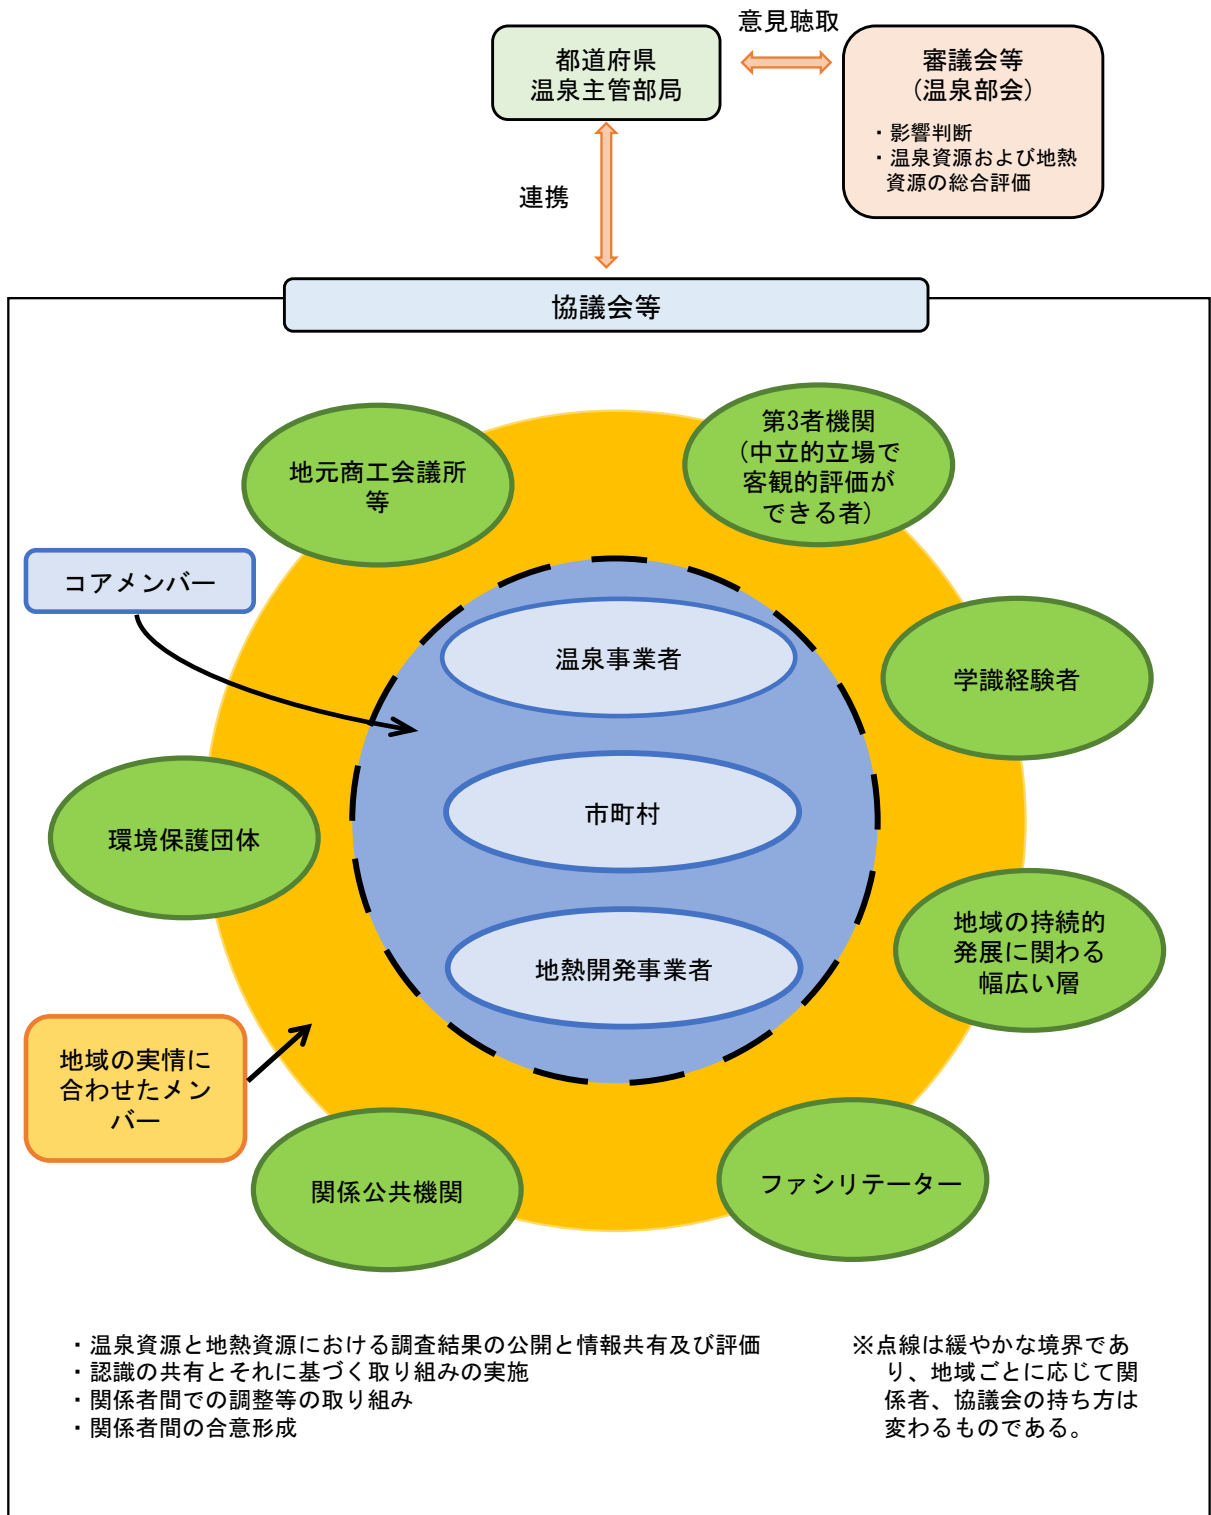 意見聴取
都道府県
温泉主管部局
審議会等
(温泉部会)
・影響判断
・温泉資源および地熱
資源の総合評価
連携
協議会等
地元商工会議所
等
第3者機関
(中立的立場で
客観的評価が
できる者)
コアメンバー
温泉事業者
学識経験者
市町村
環境保護団体
地域の持続的
発展に関わる
幅広い層
地熱開発事業者
地域の実情に
合わせたメン
バー
関係公共機関
ファシリテーター
・温泉資源と地熱資源における調査結果の公開と情報共有及び評価
・認識の共有とそれに基づく取り組みの実施
・関係者間での調整等の取り組み
・関係者間の合意形成
※点線は緩やかな境界であ
り、地域ごとに応じて関
係者、協議会の持ち方は
変わるものである。